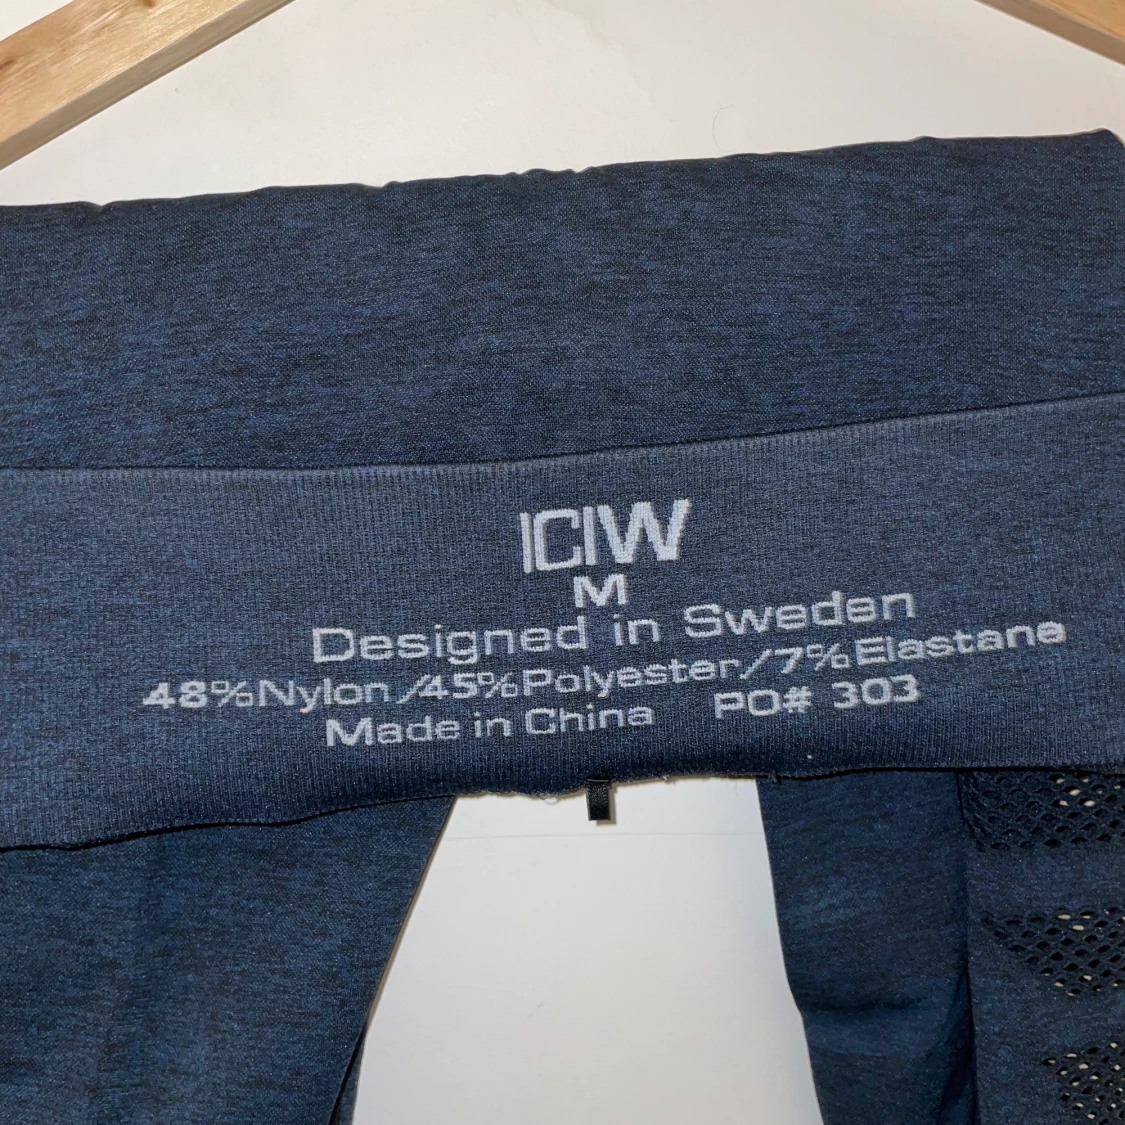 ICIW
M
Designed in Sweden
48%Nylon/45%Polyester/7%Elastane
Made in China PO# 303